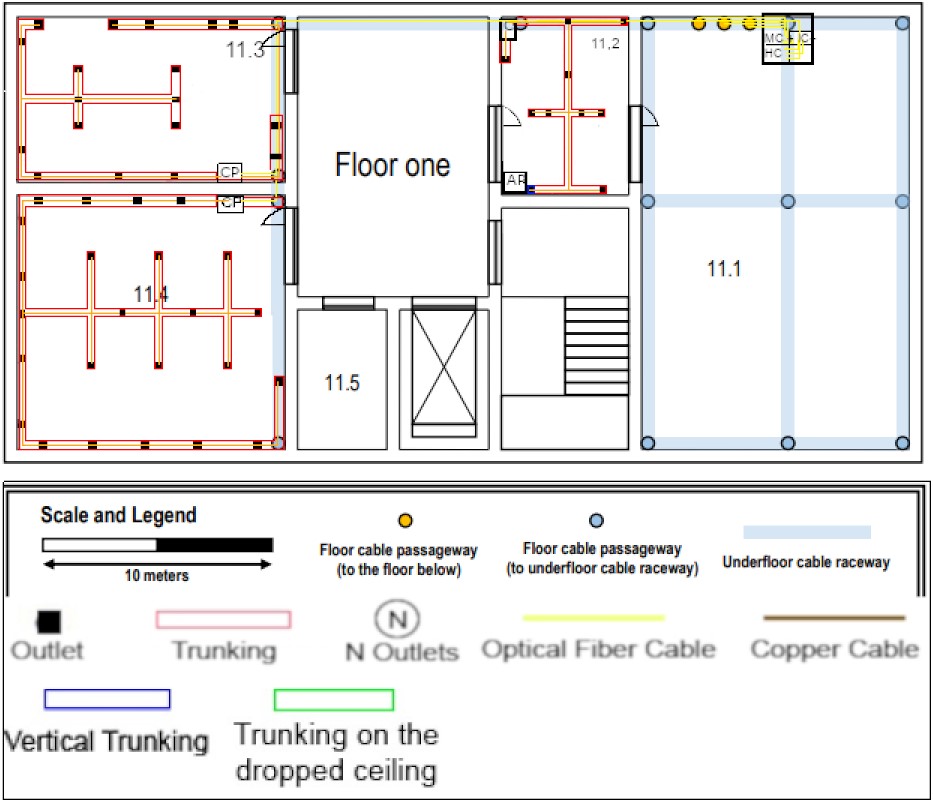 11.3
C
11,2
MC
IC
HC
Floor one
CP
AP
CP
11.1
11.4
11.5
Scale and Legend
10 meters
Floor cable passageway
(to the floor below)
Floor cable passageway
(to underfloor cable raceway)
Underfloor cable raceway
N
Outlet
Trunking
N Outlets
Optical Fiber Cable
Copper Cable
Vertical Trunking
Trunking on the
dropped ceiling